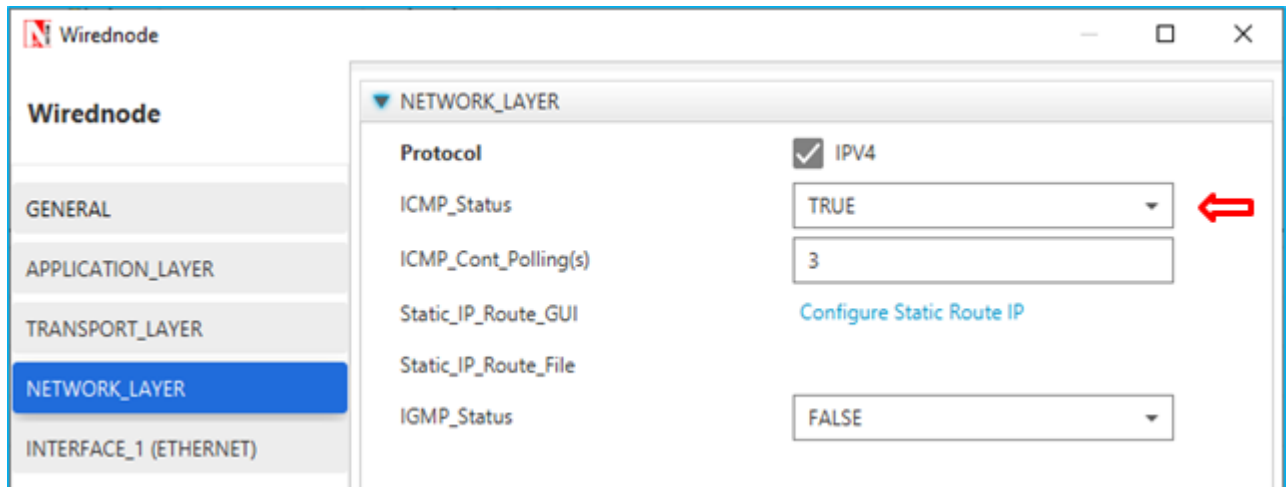 Wirednode
Wirednode
GENERAL
APPLICATION_LAYER
TRANSPORT_LAYER
NETWORK_LAYER
INTERFACE_1 (ETHERNET)
NETWORK_LAYER
Protocol IPV4
ICMP_Status TRUE
ICMP_Cont_Polling(s) 3
Static_IP_Route_GUI Configure Static Route IP
Static_IP_Route_File
IGMP_Status FALSE